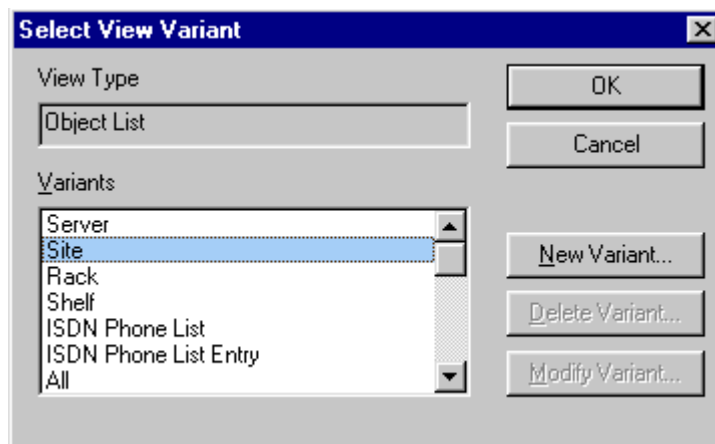 Select View Variant
View Type
Object List
Variants
Server
Site
Rack
Shelf
ISDN Phone List
ISDN Phone List Entry
All
OK
Cancel
New Variant...
Delete Variant...
Modify Variant...